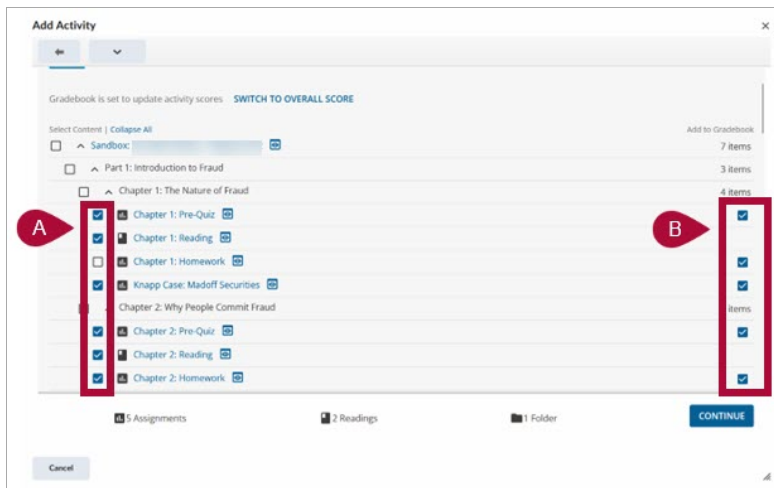 Add Activity
Gradebook is set to update activity scores SWITCH TO OVERALL SCORE
Select Content | Collapse All Add to Gradebook
Sandbox: 7 items
Part 1: Introduction to Fraud 3 items
Chapter 1: The Nature of Fraud 4 items
Chapter 1: Pre-Quiz
A
B
Chapter 1: Reading
Chapter 1: Homework
Knapp Case: Madoff Securities
Chapter 2: Why People Commit Fraud items
Chapter 2: Pre-Quiz
Chapter 2: Reading
Chapter 2: Homework
5 Assignments 2 Readings 1 Folder CONTINUE
Cancel